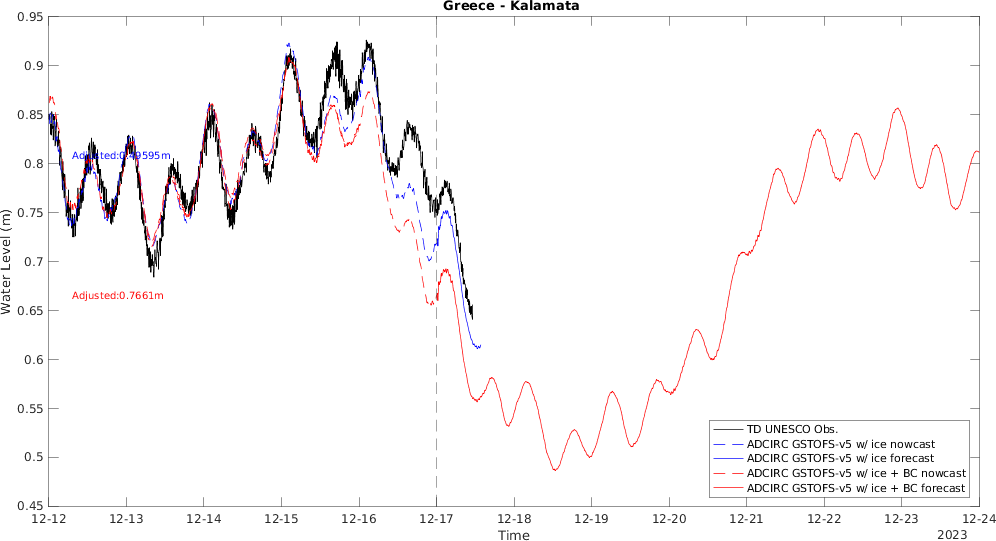 Greece - Kalamata
0.95
0.9
0.85
0.8
0.75
0.7
0.65
0.6
0.55
0.5
0.45
Water Level (m)
Adjusted:0.49595m
Adjusted:0.7661m
TD UNESCO Obs.
ADCIRC GSTOFS-v5 w/ ice nowcast
ADCIRC GSTOFS-v5 w/ ice forecast
ADCIRC GSTOFS-v5 w/ ice + BC nowcast
ADCIRC GSTOFS-v5 w/ ice + BC forecast
12-12 12-13 12-14 12-15 12-16 12-17 12-18 12-19 12-20 12-21 12-22 12-23 12-24
Time
2023